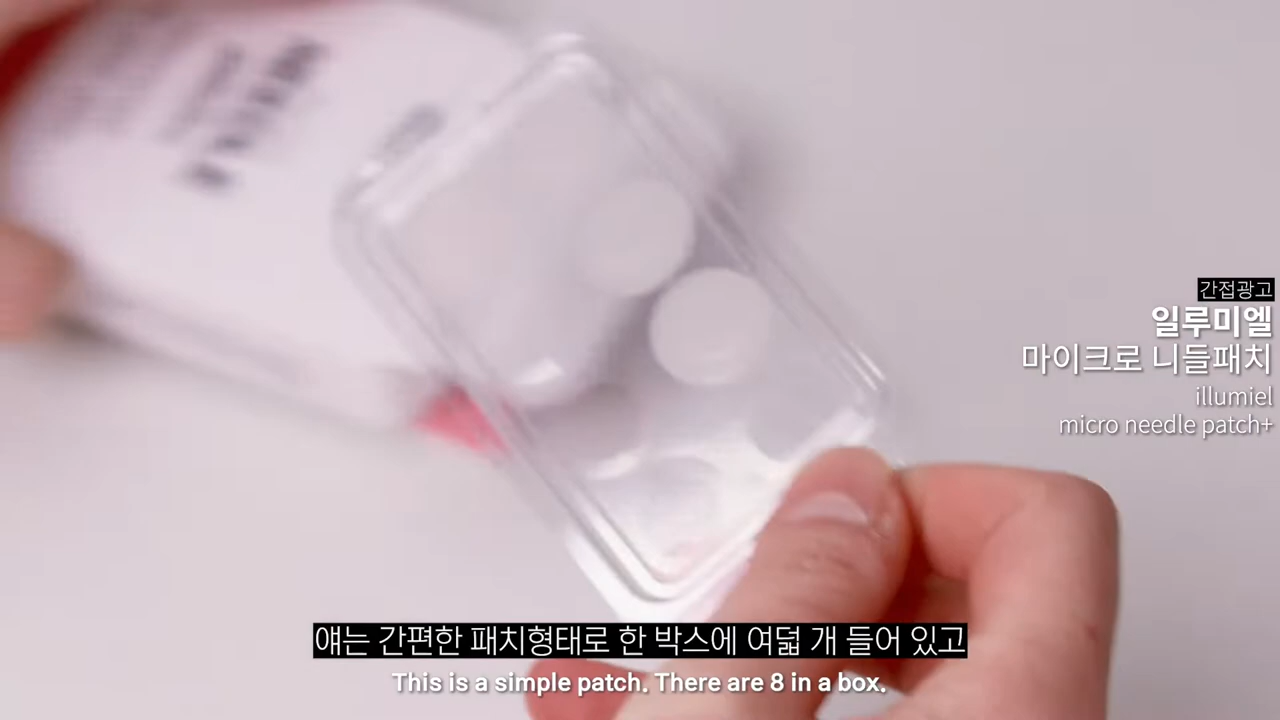 간접광고
일루미엘
마이크로 니들패치
illumiel
micro needle patch+
얘는 간편한 패치형태로 한 박스에 여덟 개 들어 있고
This is a simple patch. There are 8 in a box.